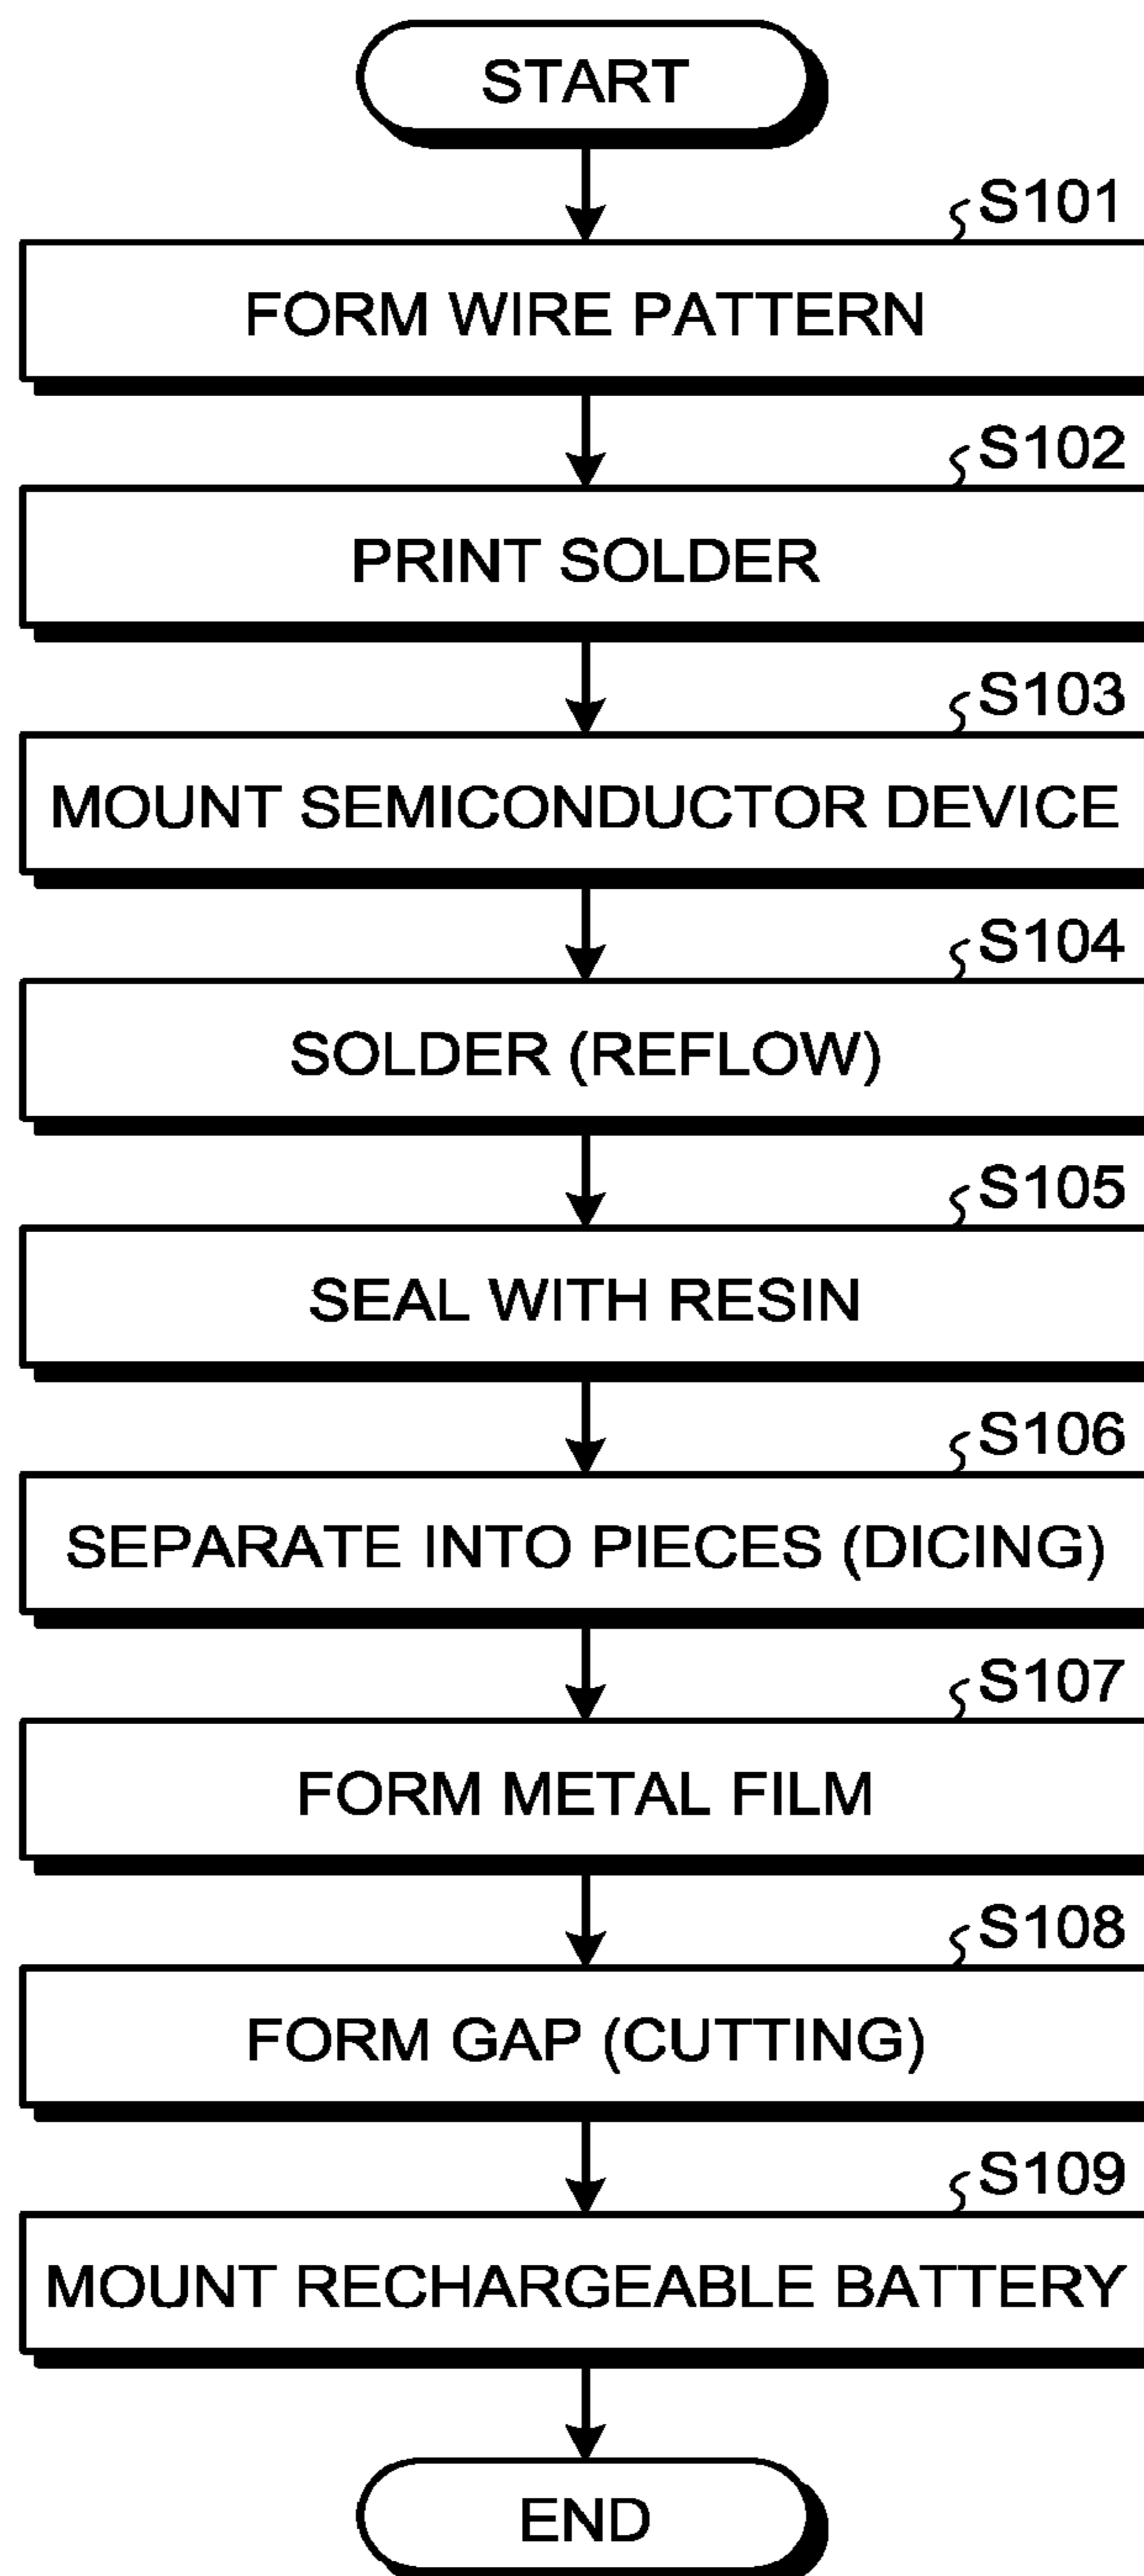 START
S101
FORM WIRE PATTERN
S102
PRINT SOLDER
S103
MOUNT SEMICONDUCTOR DEVICE
S104
SOLDER (REFLOW)
S105
SEAL WITH RESIN
S106
SEPARATE INTO PIECES (DICING)
S107
FORM METAL FILM
S108
FORM GAP (CUTTING)
S109
MOUNT RECHARGEABLE BATTERY
END